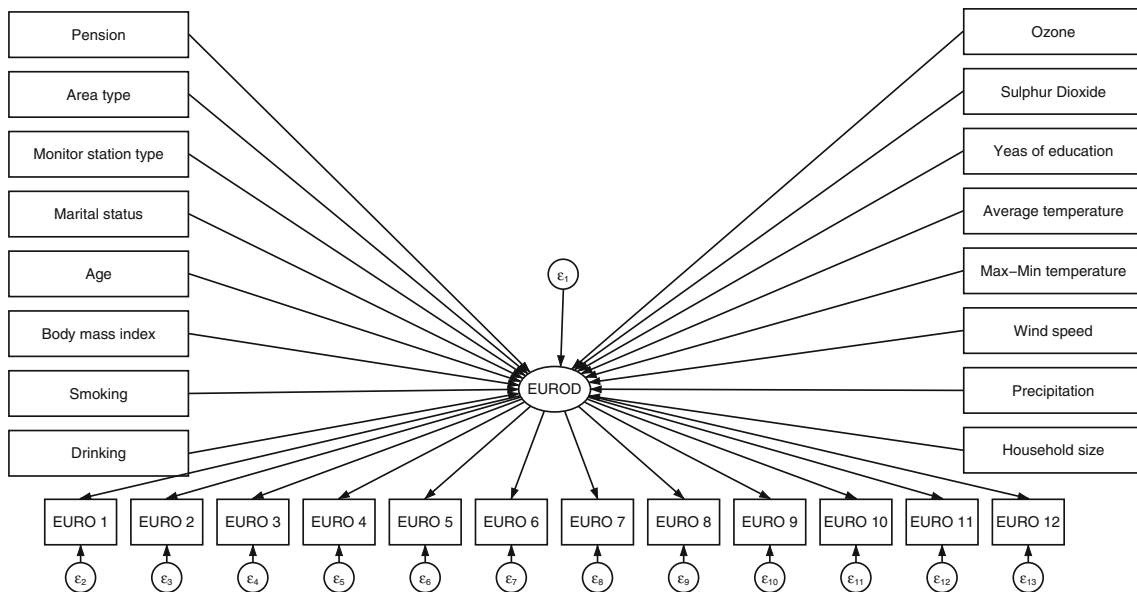 Pension
Area type
Monitor station type
Marital status
Age
Body mass index
Smoking
Drinking
Ozone
Sulphur Dioxide
Yeas of education
Average temperature
Max−Min temperature
Wind speed
Precipitation
Household size
ε1
EUROD
EURO 1 EURO 2 EURO 3 EURO 4 EURO 5 EURO 6 EURO 7 EURO 8 EURO 9 EURO 10 EURO 11 EURO 12
ε2 ε3 ε4 ε5 ε6 ε7 ε8 ε9 ε10 ε11 ε12 ε13